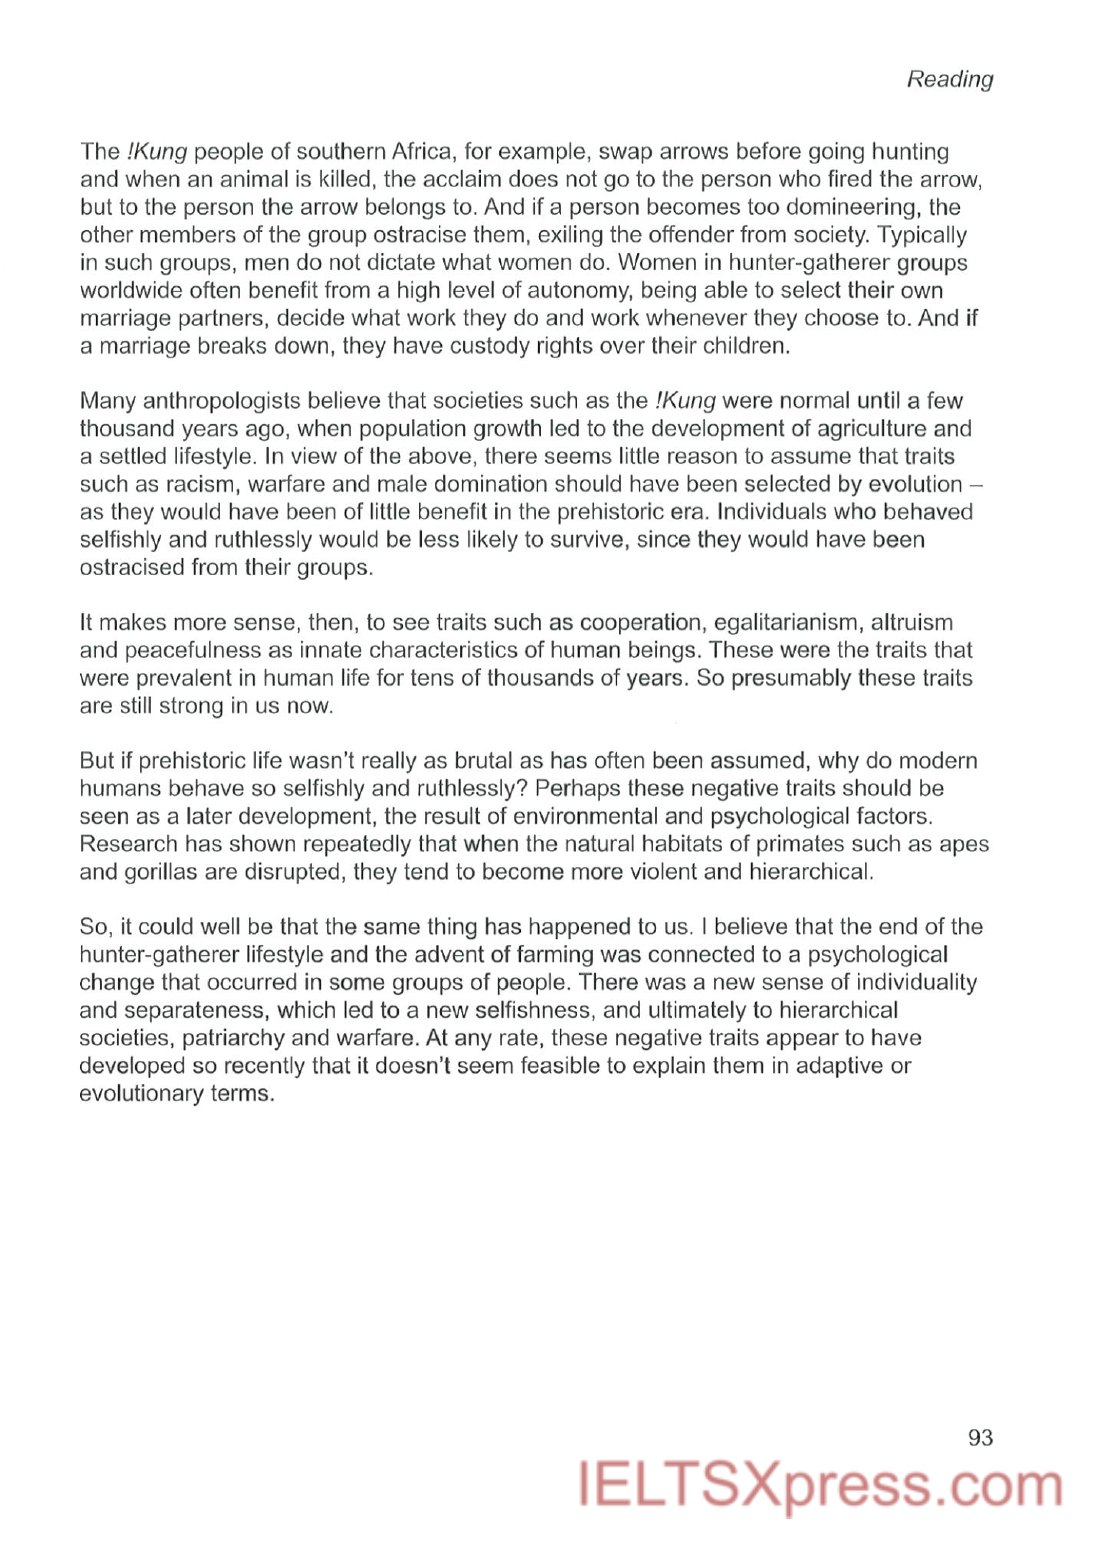 Reading
The !Kung people of southern Africa, for example, swap arrows before going hunting
and when an animal is killed, the acclaim does not go to the person who fired the arrow,
but to the person the arrow belongs to. And if a person becomes too domineering, the
other members of the group ostracise them, exiling the offender from society. Typically
in such groups, men do not dictate what women do. Women in hunter-gatherer groups
worldwide often benefit from a high level of autonomy, being able to select their own
marriage partners, decide what work they do and work whenever they choose to. And if
a marriage breaks down, they have custody rights over their children.
Many anthropologists believe that societies such as the !Kung were normal until a few
thousand years ago, when population growth led to the development of agriculture and
a settled lifestyle. In view of the above, there seems little reason to assume that traits
such as racism, warfare and male domination should have been selected by evolution –
as they would have been of little benefit in the prehistoric era. Individuals who behaved
selfishly and ruthlessly would be less likely to survive, since they would have been
ostracised from their groups.
It makes more sense, then, to see traits such as cooperation, egalitarianism, altruism
and peacefulness as innate characteristics of human beings. These were the traits that
were prevalent in human life for tens of thousands of years. So presumably these traits
are still strong in us now.
But if prehistoric life wasn't really as brutal as has often been assumed, why do modern
humans behave so selfishly and ruthlessly? Perhaps these negative traits should be
seen as a later development, the result of environmental and psychological factors.
Research has shown repeatedly that when the natural habitats of primates such as apes
and gorillas are disrupted, they tend to become more violent and hierarchical.
So, it could well be that the same thing has happened to us. I believe that the end of the
hunter-gatherer lifestyle and the advent of farming was connected to a psychological
change that occurred in some groups of people. There was a new sense of individuality
and separateness, which led to a new selfishness, and ultimately to hierarchical
societies, patriarchy and warfare. At any rate, these negative traits appear to have
developed so recently that it doesn't seem feasible to explain them in adaptive or
evolutionary terms.
93
IELTSXpress.com